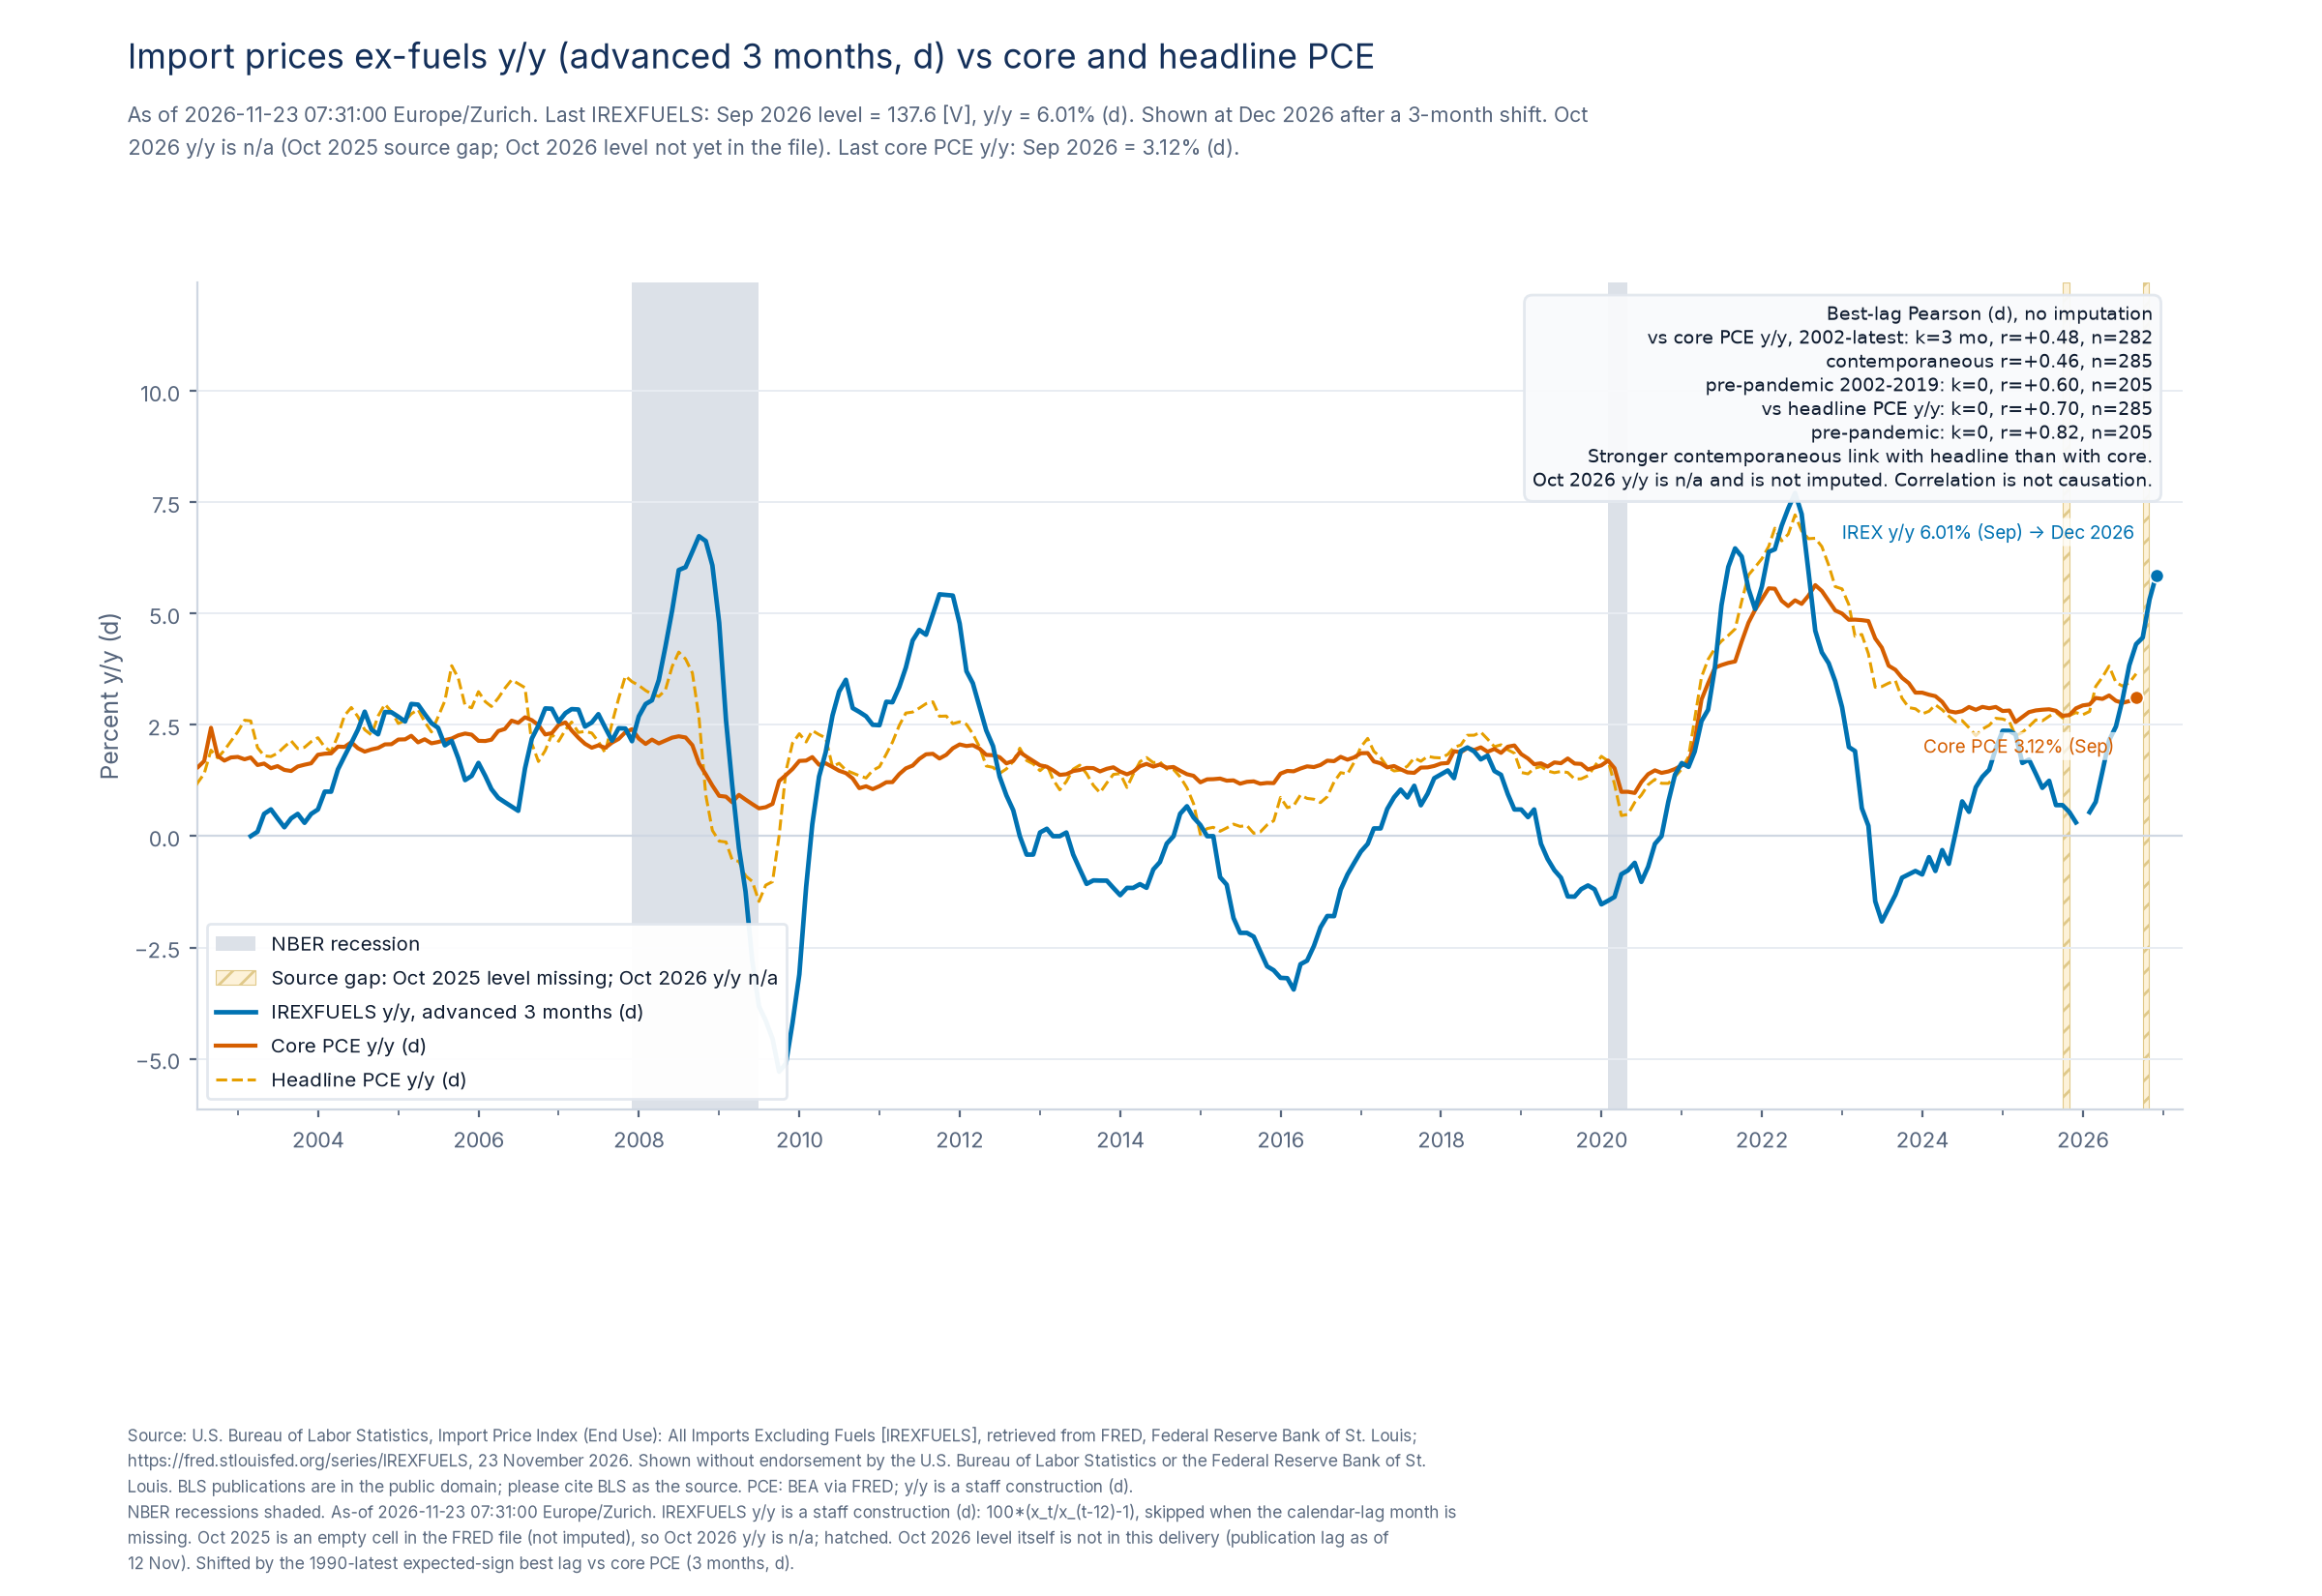 Import prices ex-fuels y/y (advanced 3 months, d) vs core and headline PCE
As of 2026-11-23 07:31:00 Europe/Zurich. Last IREXFUELS: Sep 2026 level = 137.6 [V], y/y = 6.01% (d). Shown at Dec 2026 after a 3-month shift. Oct
2026 y/y is n/a (Oct 2025 source gap; Oct 2026 level not yet in the file). Last core PCE y/y: Sep 2026 = 3.12% (d).
Best-lag Pearson (d), no imputation
vs core PCE y/y, 2002-latest: k=3 mo, r=+0.48, n=282
contemporaneous r=+0.46, n=285
pre-pandemic 2002-2019: k=0, r=+0.60, n=205
vs headline PCE y/y: k=0, r=+0.70, n=285
pre-pandemic: k=0, r=+0.82, n=205
Stronger contemporaneous link with headline than with core.
Oct 2026 y/y is n/a and is not imputed. Correlation is not causation.
IREX y/y 6.01% (Sep) → Dec 2026
Core PCE 3.12% (Sep)
Percent y/y (d)
10.0
7.5
5.0
2.5
0.0
−2.5
−5.0
NBER recession
Source gap: Oct 2025 level missing; Oct 2026 y/y n/a
IREXFUELS y/y, advanced 3 months (d)
Core PCE y/y (d)
Headline PCE y/y (d)
2004 2006 2008 2010 2012 2014 2016 2018 2020 2022 2024 2026
Source: U.S. Bureau of Labor Statistics, Import Price Index (End Use): All Imports Excluding Fuels [IREXFUELS], retrieved from FRED, Federal Reserve Bank of St. Louis;
https://fred.stlouisfed.org/series/IREXFUELS, 23 November 2026. Shown without endorsement by the U.S. Bureau of Labor Statistics or the Federal Reserve Bank of St.
Louis. BLS publications are in the public domain; please cite BLS as the source. PCE: BEA via FRED; y/y is a staff construction (d).
NBER recessions shaded. As-of 2026-11-23 07:31:00 Europe/Zurich. IREXFUELS y/y is a staff construction (d): 100*(x_t/x_(t-12)-1), skipped when the calendar-lag month is
missing. Oct 2025 is an empty cell in the FRED file (not imputed), so Oct 2026 y/y is n/a; hatched. Oct 2026 level itself is not in this delivery (publication lag as of
12 Nov). Shifted by the 1990-latest expected-sign best lag vs core PCE (3 months, d).